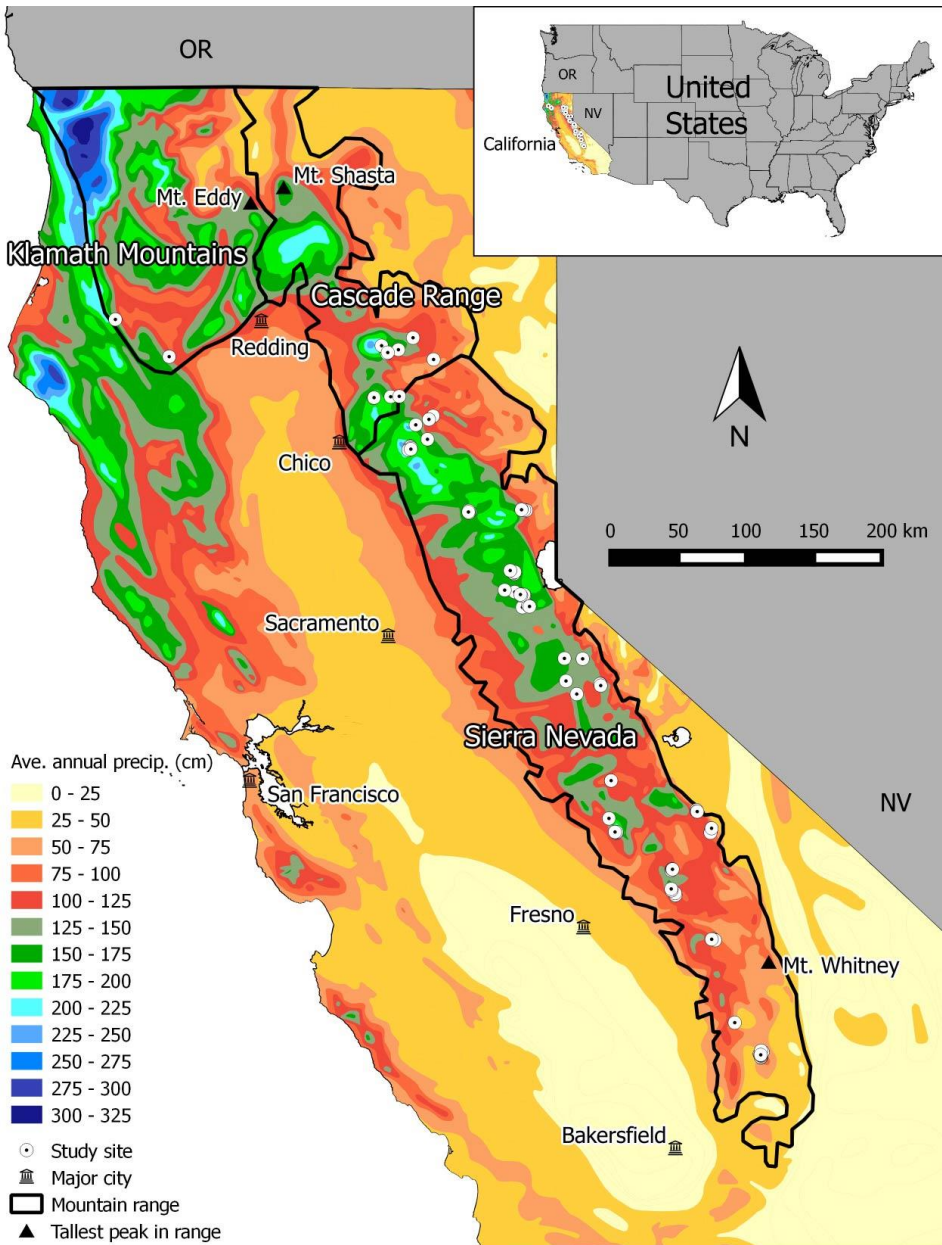 OR
OR
NV
United
States
California
Mt. Shasta
Mt. Eddy
Klamath Mountains
Cascade Range
Redding
Chico
N
0 50 100 150 200 km
Sacramento
Sierra Nevada
San Francisco
NV
Fresno
Mt. Whitney
Bakersfield
Ave. annual precip. (cm)
0 - 25
25 - 50
50 - 75
75 - 100
100 - 125
125 - 150
150 - 175
175 - 200
200 - 225
225 - 250
250 - 275
275 - 300
300 - 325
Study site
Major city
Mountain range
Tallest peak in range